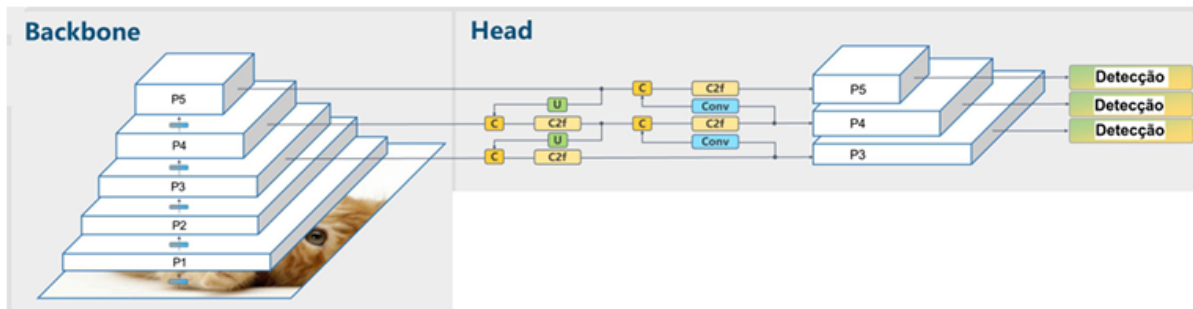 Backbone
Head
P5
P4
P3
P2
P1
C
C2f
U
Conv
C
C2f
C
C2f
U
Conv
C
C2f
P5
P4
P3
Detecção
Detecção
Detecção